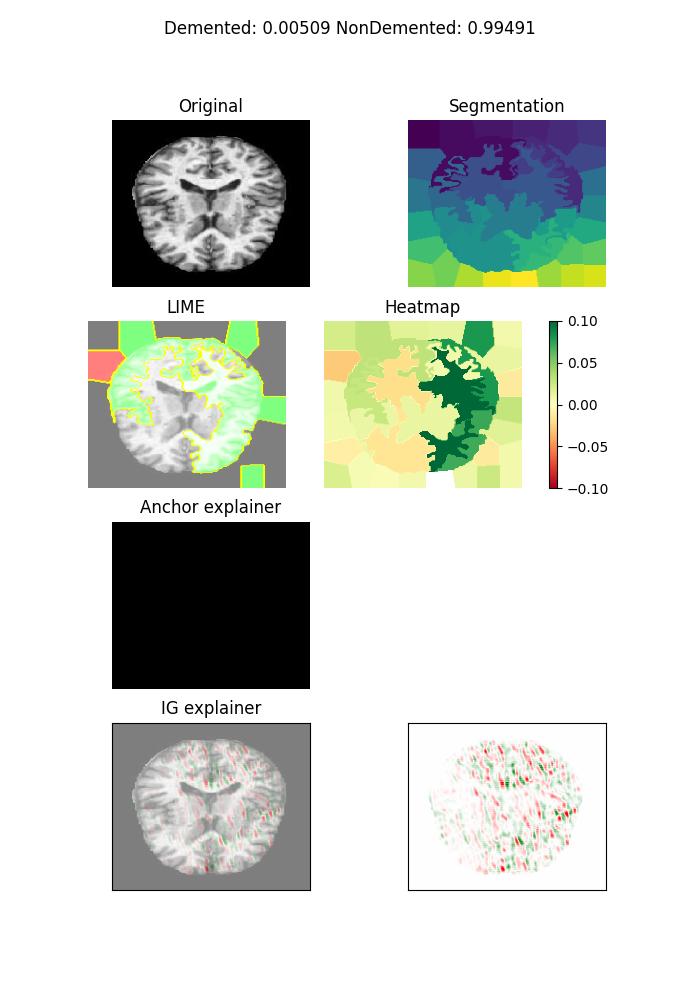 Demented: 0.00509 NonDemented: 0.99491
Original
Segmentation
LIME
Heatmap
0.10
0.05
0.00
−0.05
−0.10
Anchor explainer
IG explainer